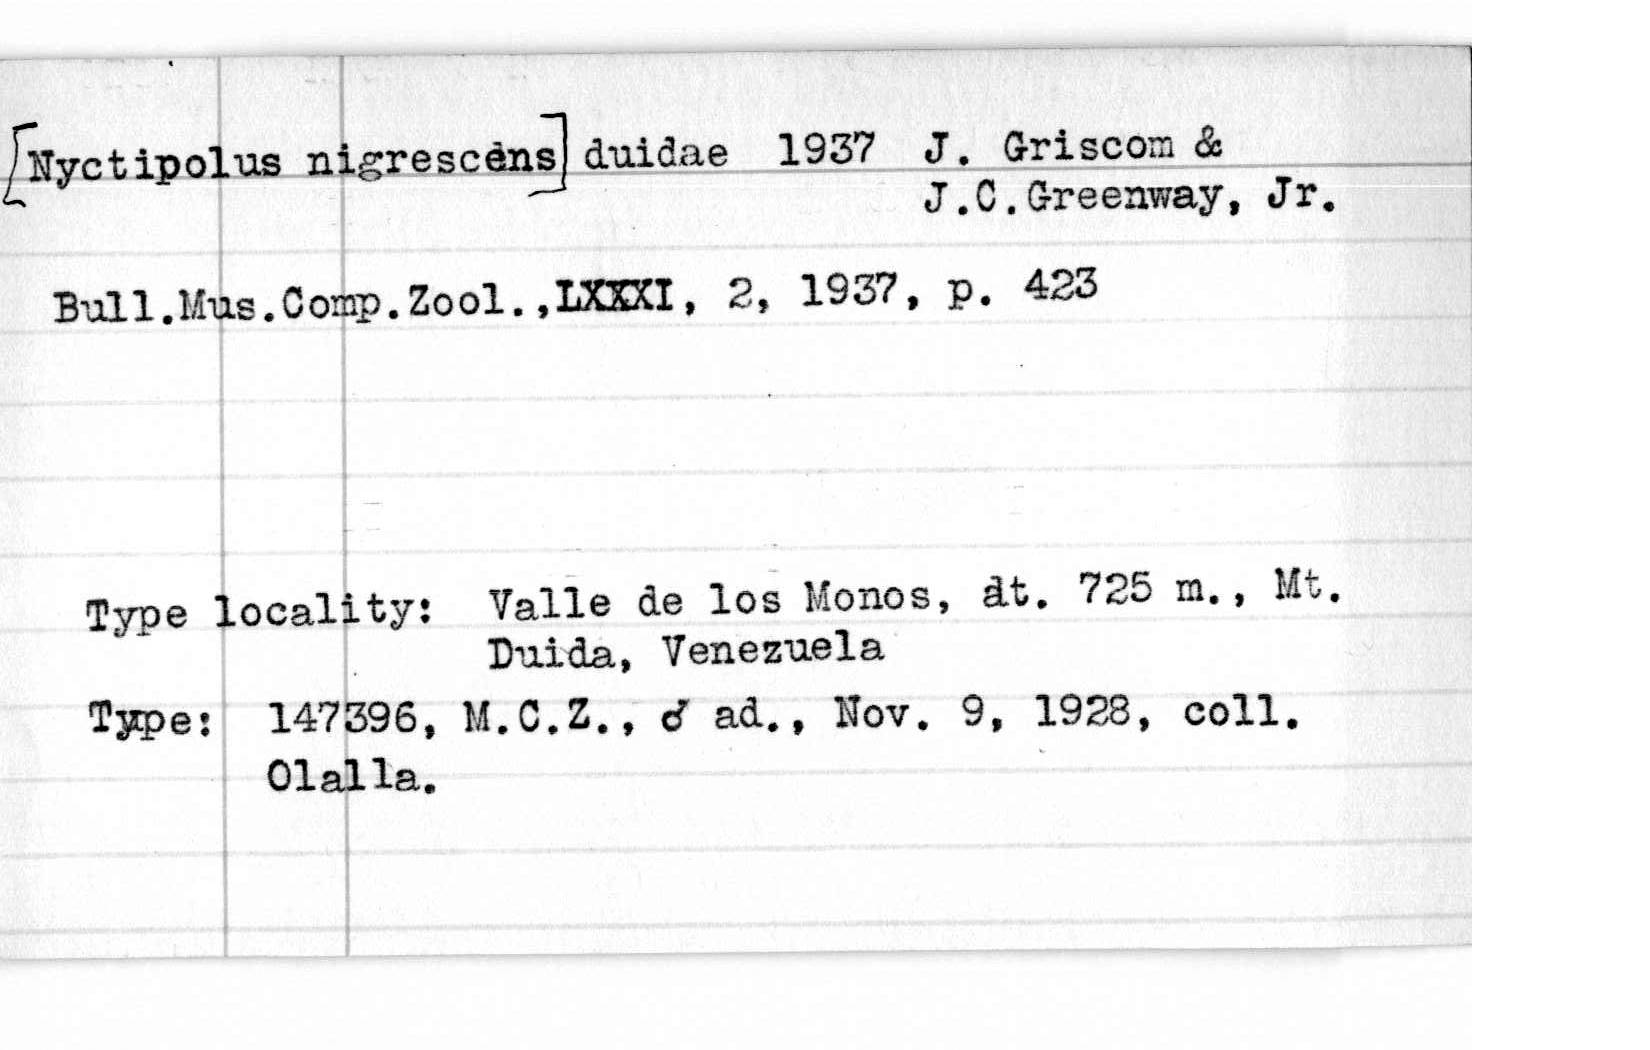 [Nyctipolus nigrescens] duidae 1937 J. Griscom &
J.C.Greenway, Jr.
Bull.Mus.Comp.Zool.,LXXXI, 2, 1937, p. 423
Type locality: Valle de los Monos, àt. 725 m., Mt.
Duida, Venezuela
Type: 147396, M.C.Z., ♂ ad., Nov. 9, 1928, coll.
Olalla.